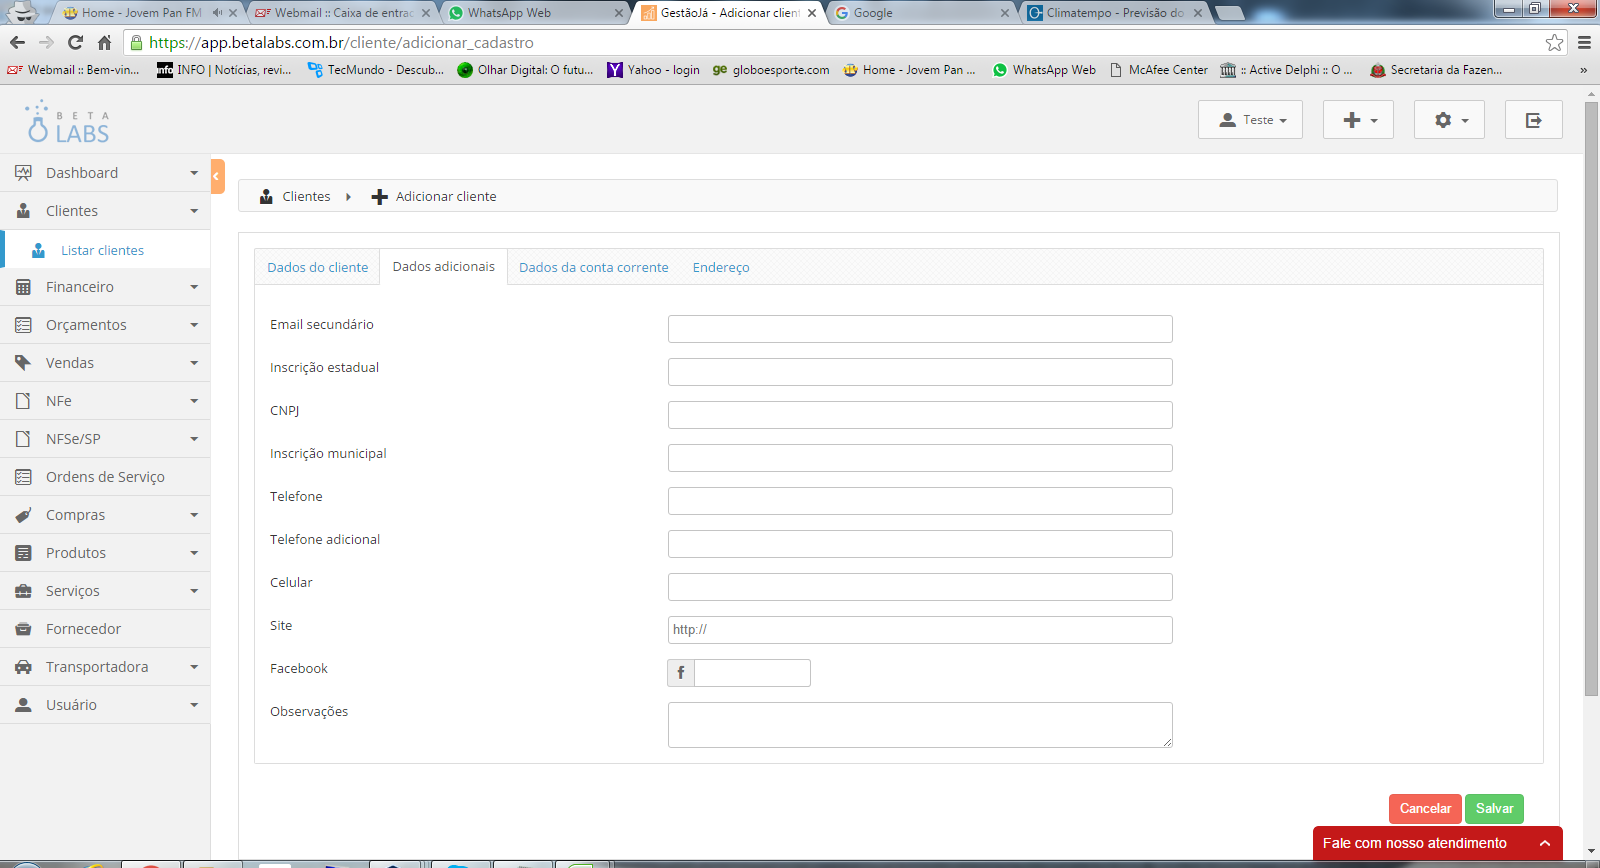 Home - Jovem Pan FM
Webmail :: Caixa de entrac
WhatsApp Web
GestãoJá - Adicionar client
Google
Climatempo - Previsão do
https://app.betalabs.com.br/cliente/adicionar_cadastro
Webmail :: Bem-vin...
info INFO | Notícias, revi...
TecMundo - Descub...
Olhar Digital: O futu...
Yahoo - login
ge globoesporte.com
Home - Jovem Pan ...
WhatsApp Web
McAfee Center
:: Active Delphi :: O ...
Secretaria da Fazen...
»
BETA
LABS
Teste
Dashboard
Clientes
Listar clientes
Financeiro
Orçamentos
Vendas
NFe
NFSe/SP
Ordens de Serviço
Compras
Produtos
Serviços
Fornecedor
Transportadora
Usuário
Clientes
Adicionar cliente
Dados do cliente
Dados adicionais
Dados da conta corrente
Endereço
Email secundário
Inscrição estadual
CNPJ
Inscrição municipal
Telefone
Telefone adicional
Celular
Site
http://
Facebook
f
Observações
Cancelar
Salvar
Fale com nosso atendimento